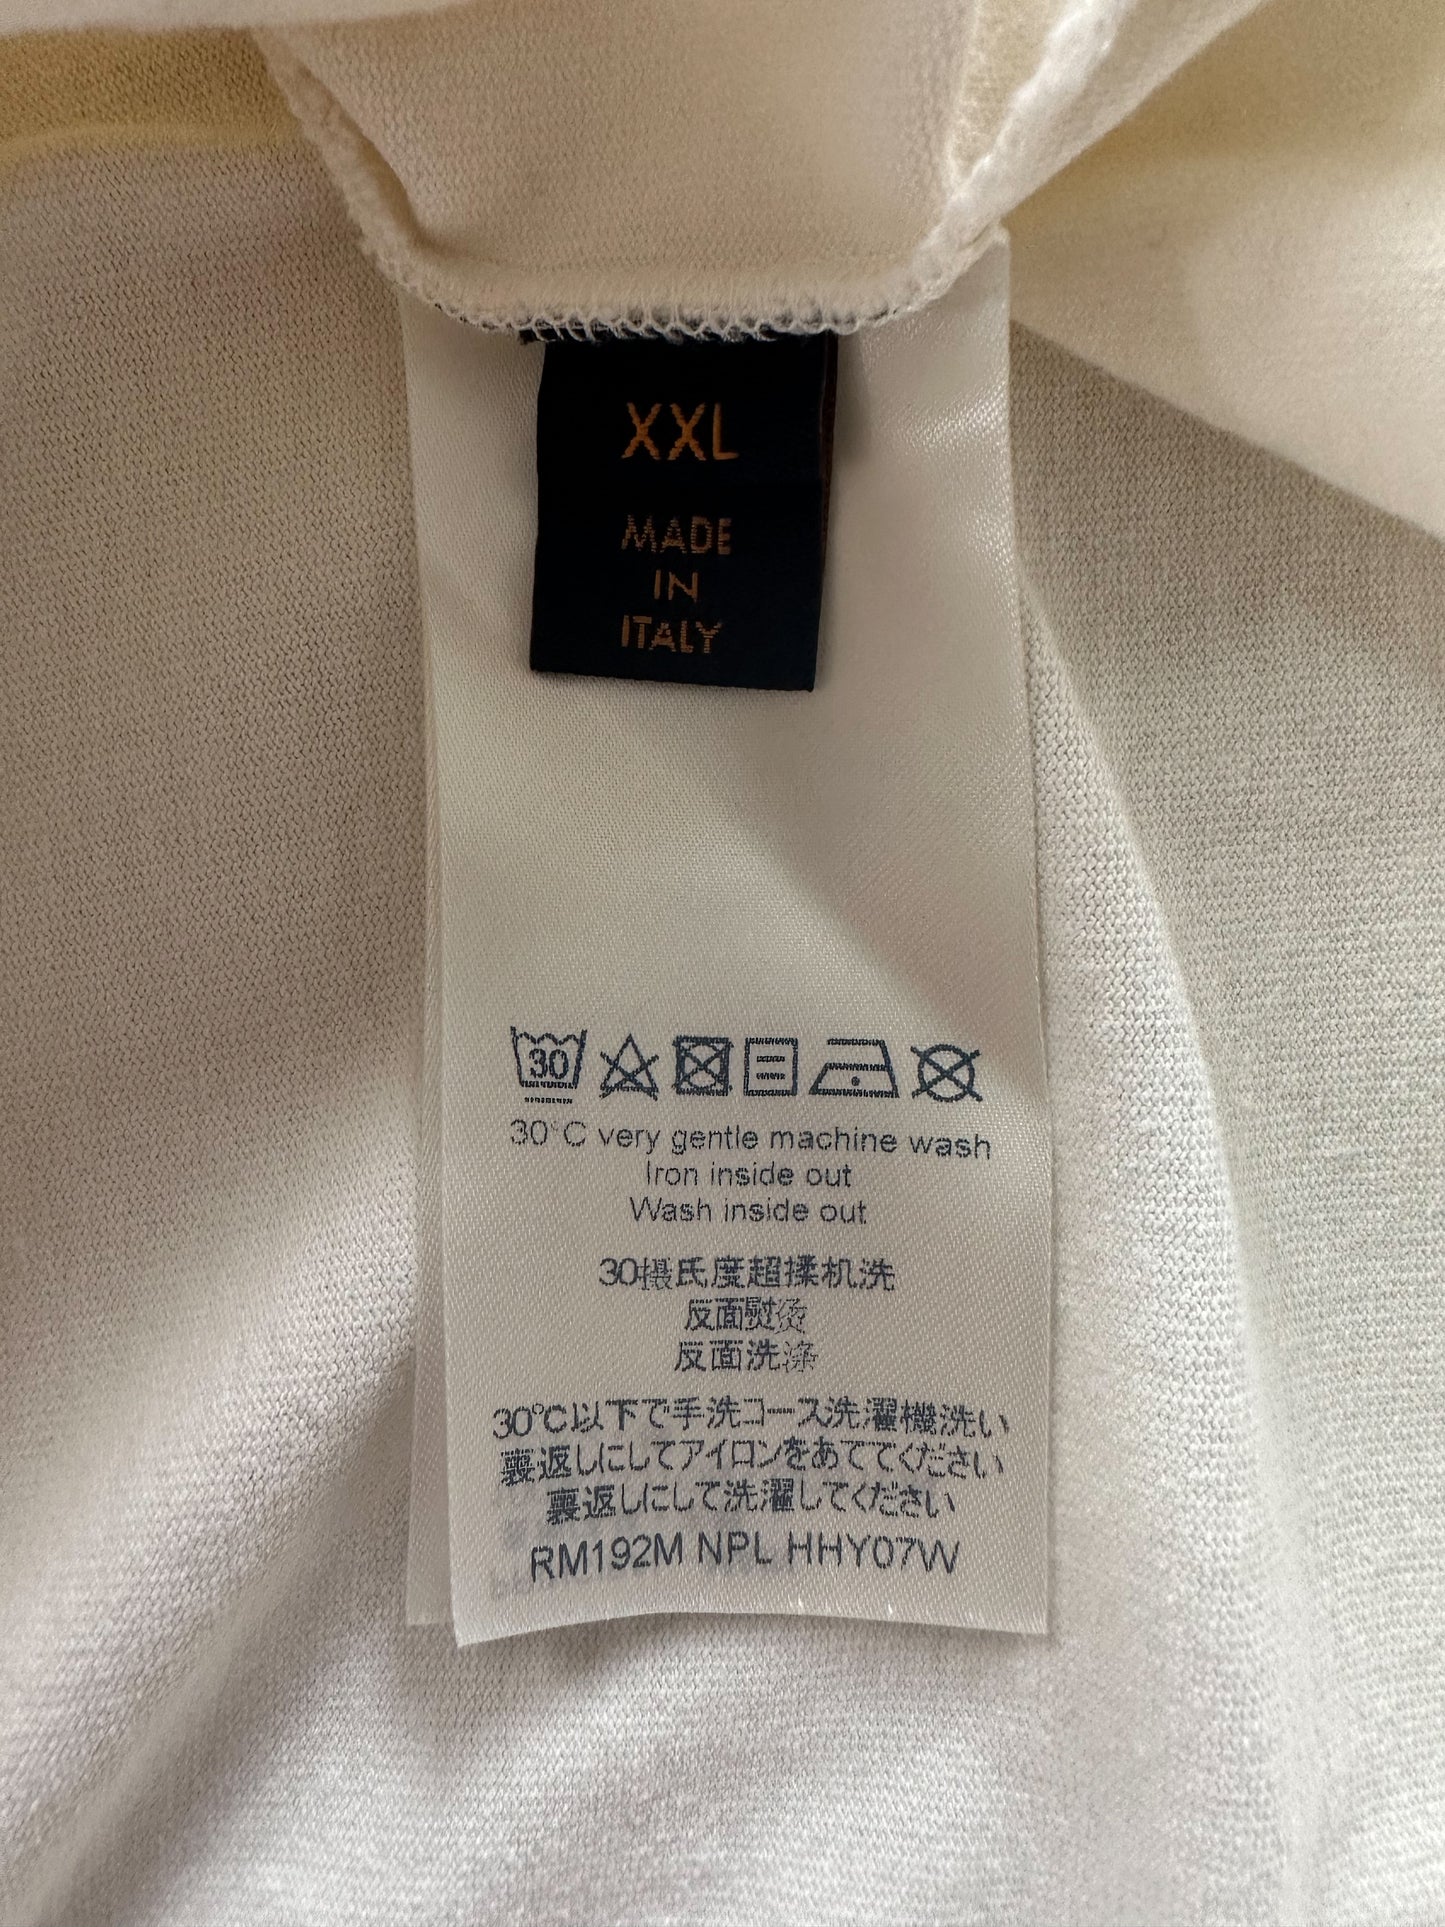 XXL
MADE
IN
ITALY
30
30°C very gentle machine wash
Iron inside out
Wash inside out
30摄氏度超揉机洗
反面熨烫
反面洗涤
30℃以下で手洗コース洗濯機洗い
裏返しにしてアイロンをあててください
裏返しにして洗濯してください
RM192M NPL HHY07W